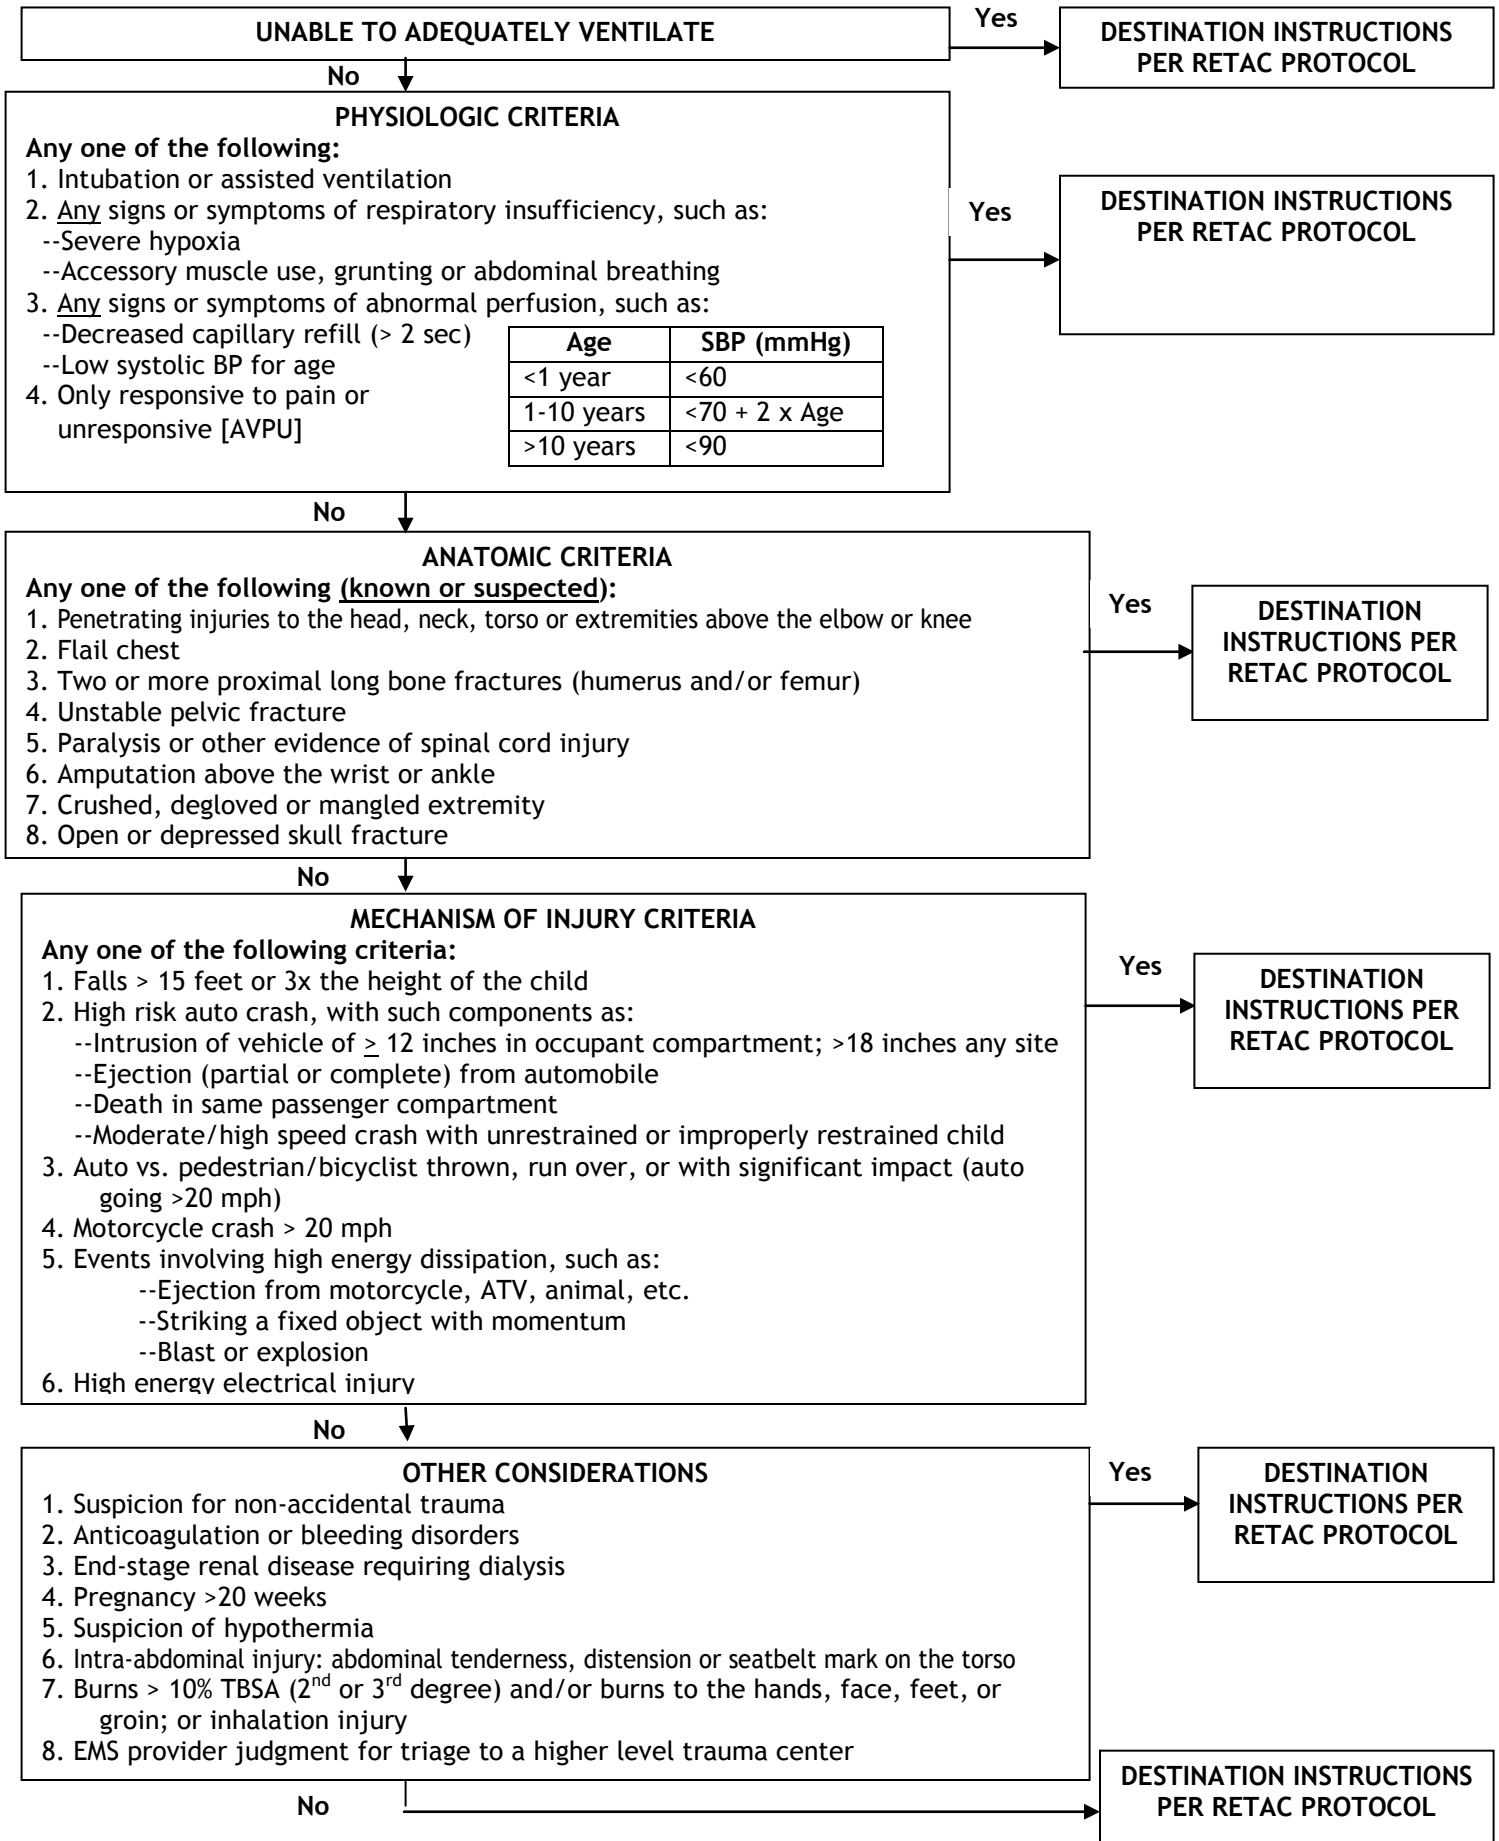 UNABLE TO ADEQUATELY VENTILATE
Yes
DESTINATION INSTRUCTIONS
PER RETAC PROTOCOL
No
PHYSIOLOGIC CRITERIA
Any one of the following:
1. Intubation or assisted ventilation
2. Any signs or symptoms of respiratory insufficiency, such as:
--Severe hypoxia
--Accessory muscle use, grunting or abdominal breathing
3. Any signs or symptoms of abnormal perfusion, such as:
--Decreased capillary refill (> 2 sec)
--Low systolic BP for age
4. Only responsive to pain or
unresponsive [AVPU]
Age SBP (mmHg)
<1 year <60
1-10 years <70 + 2 x Age
>10 years <90
Yes
DESTINATION INSTRUCTIONS
PER RETAC PROTOCOL
No
ANATOMIC CRITERIA
Any one of the following (known or suspected):
1. Penetrating injuries to the head, neck, torso or extremities above the elbow or knee
2. Flail chest
3. Two or more proximal long bone fractures (humerus and/or femur)
4. Unstable pelvic fracture
5. Paralysis or other evidence of spinal cord injury
6. Amputation above the wrist or ankle
7. Crushed, degloved or mangled extremity
8. Open or depressed skull fracture
Yes
DESTINATION
INSTRUCTIONS PER
RETAC PROTOCOL
No
MECHANISM OF INJURY CRITERIA
Any one of the following criteria:
1. Falls > 15 feet or 3x the height of the child
2. High risk auto crash, with such components as:
--Intrusion of vehicle of ≥ 12 inches in occupant compartment; >18 inches any site
--Ejection (partial or complete) from automobile
--Death in same passenger compartment
--Moderate/high speed crash with unrestrained or improperly restrained child
3. Auto vs. pedestrian/bicyclist thrown, run over, or with significant impact (auto
going >20 mph)
4. Motorcycle crash > 20 mph
5. Events involving high energy dissipation, such as:
--Ejection from motorcycle, ATV, animal, etc.
--Striking a fixed object with momentum
--Blast or explosion
6. High energy electrical injury
Yes
DESTINATION
INSTRUCTIONS PER
RETAC PROTOCOL
No
OTHER CONSIDERATIONS
1. Suspicion for non-accidental trauma
2. Anticoagulation or bleeding disorders
3. End-stage renal disease requiring dialysis
4. Pregnancy >20 weeks
5. Suspicion of hypothermia
6. Intra-abdominal injury: abdominal tenderness, distension or seatbelt mark on the torso
7. Burns > 10% TBSA (2nd or 3rd degree) and/or burns to the hands, face, feet, or
groin; or inhalation injury
8. EMS provider judgment for triage to a higher level trauma center
Yes
DESTINATION
INSTRUCTIONS PER
RETAC PROTOCOL
No
DESTINATION INSTRUCTIONS
PER RETAC PROTOCOL